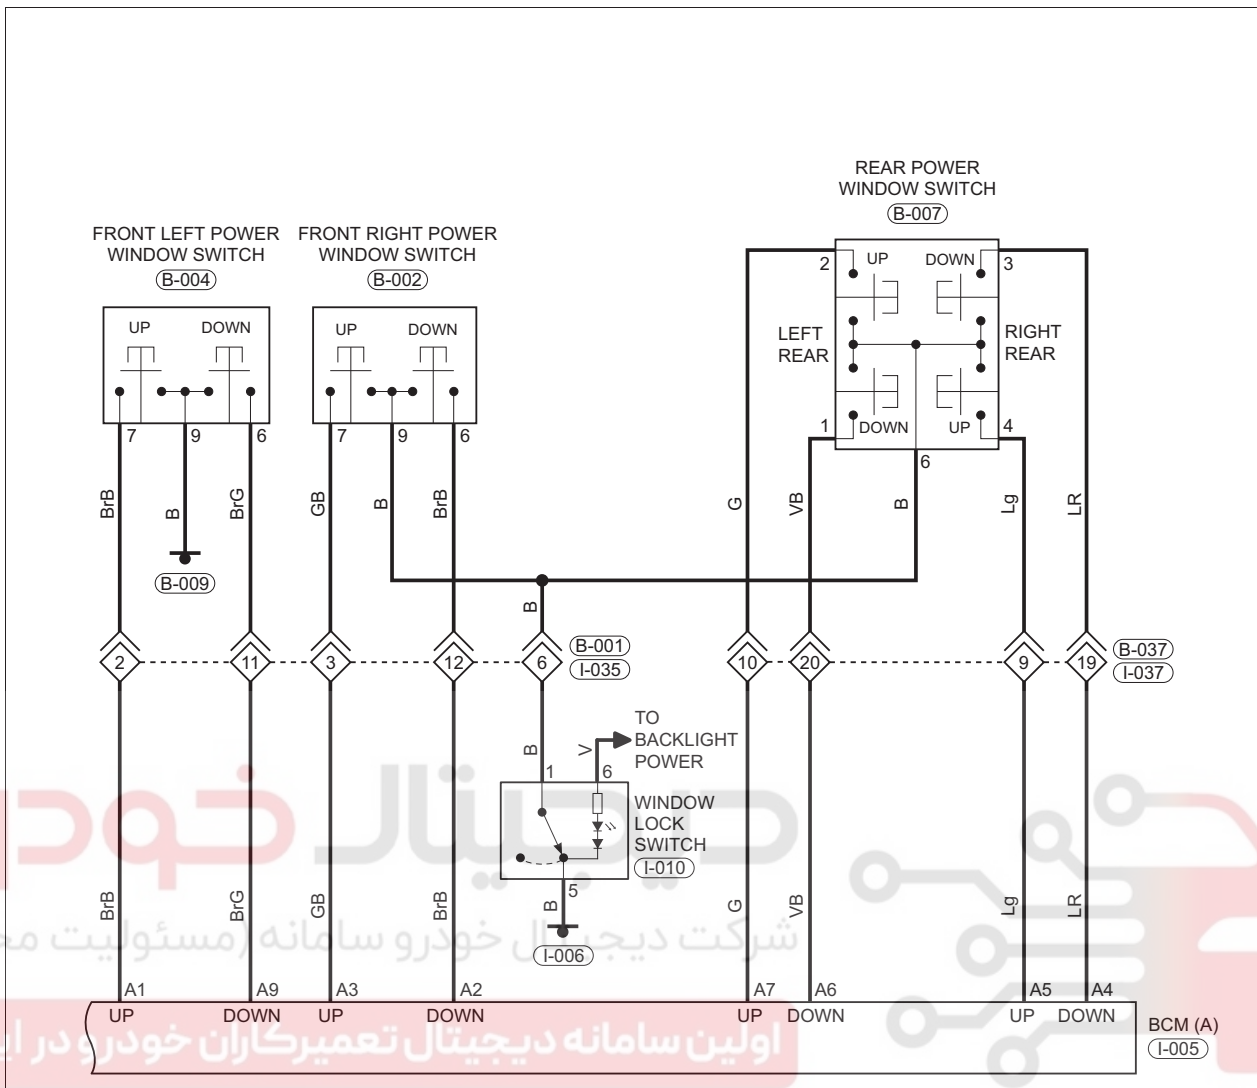 REAR POWER
WINDOW SWITCH
B-007
FRONT LEFT POWER
WINDOW SWITCH
B-004
FRONT RIGHT POWER
WINDOW SWITCH
B-002
UP DOWN
UP DOWN
2 UP DOWN 3
LEFT
REAR
RIGHT
REAR
1 DOWN UP 4
6
7 9 6
7 9 6
BrB B BrG GB B BrB G VB B Lg LR
B-009
B
B-001
I-035
B-037
I-037
2 11 3 12 6 10 20 9 19
TO
BACKLIGHT
POWER
B V
1 6
WINDOW
LOCK
SWITCH
I-010
5
B
I-006
BrB BrG GB BrB G VB Lg LR
دیجیتال خودر
شرکت دیجیتال خودرو سامانه (مسئولیت مح
A1 A9 A3 A2 A7 A6 A5 A4
UP DOWN UP DOWN UP DOWN UP DOWN
BCM (A)
I-005
اولین سامانه دیجیتال تعمیرکاران خودرو در ایر